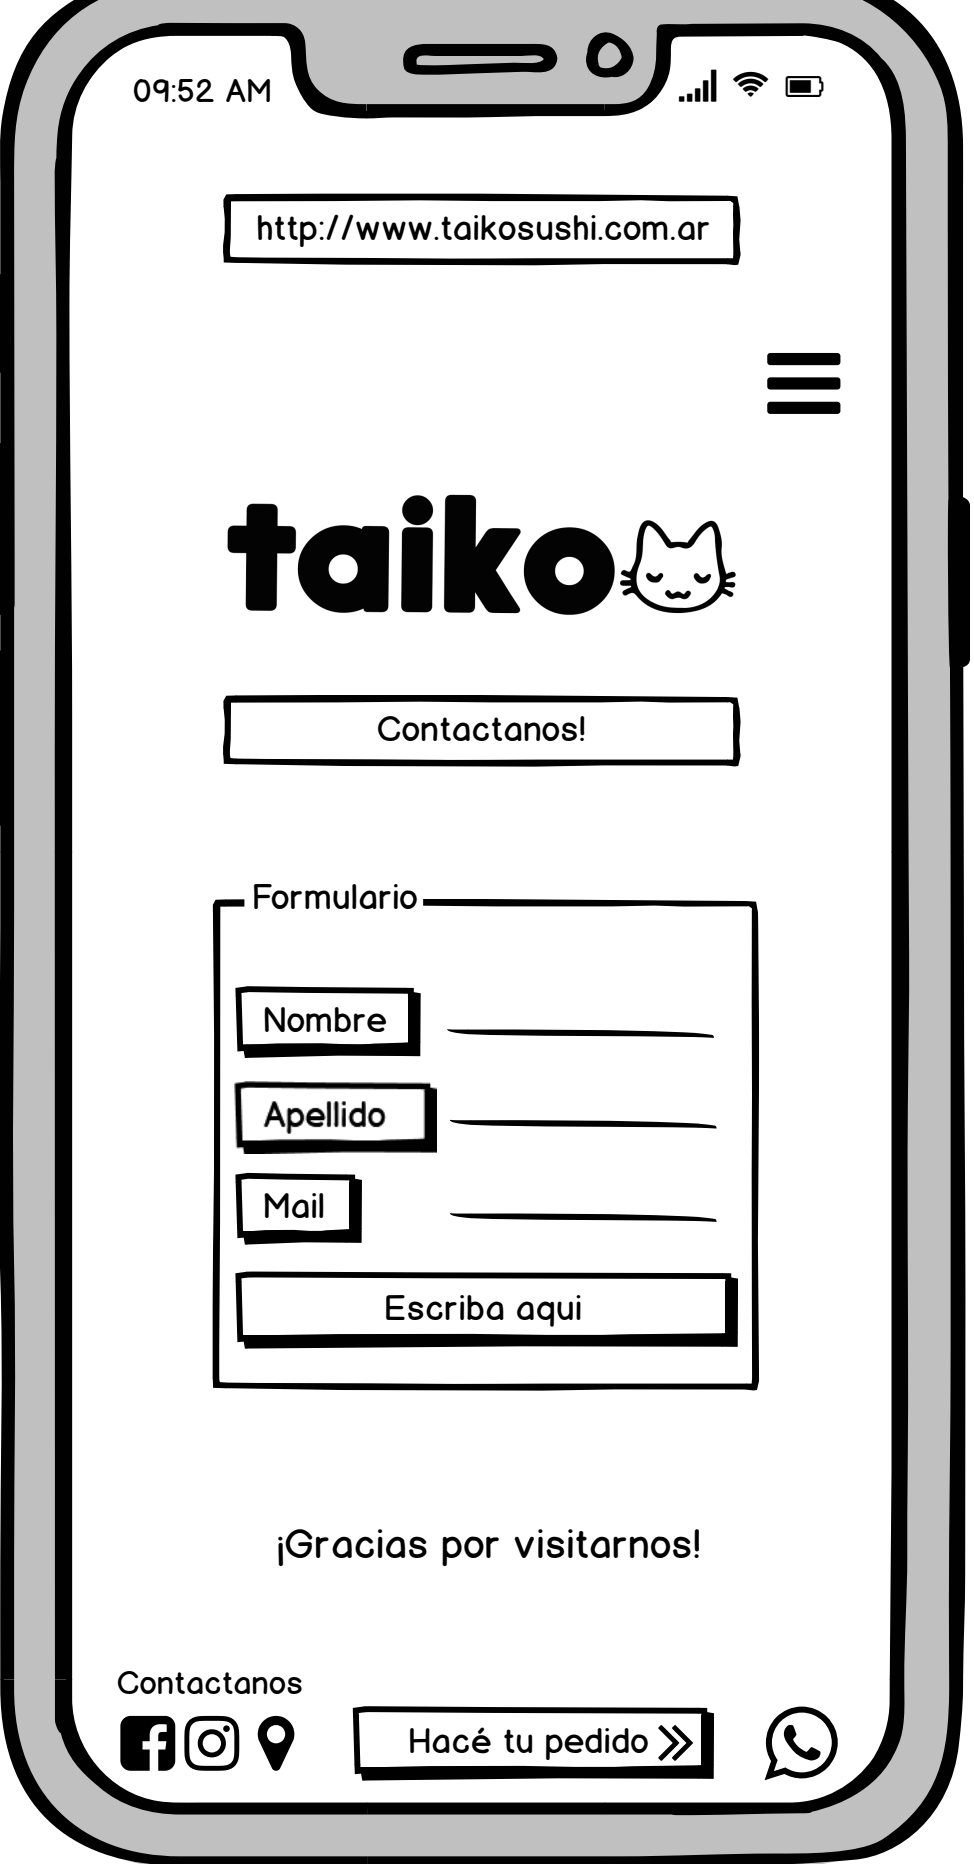 09:52 AM
http://www.taikosushi.com.ar
taiko
Contactanos!
Formulario
Nombre
Apellido
Mail
Escriba aqui
¡Gracias por visitarnos!
Contactanos
Hacé tu pedido